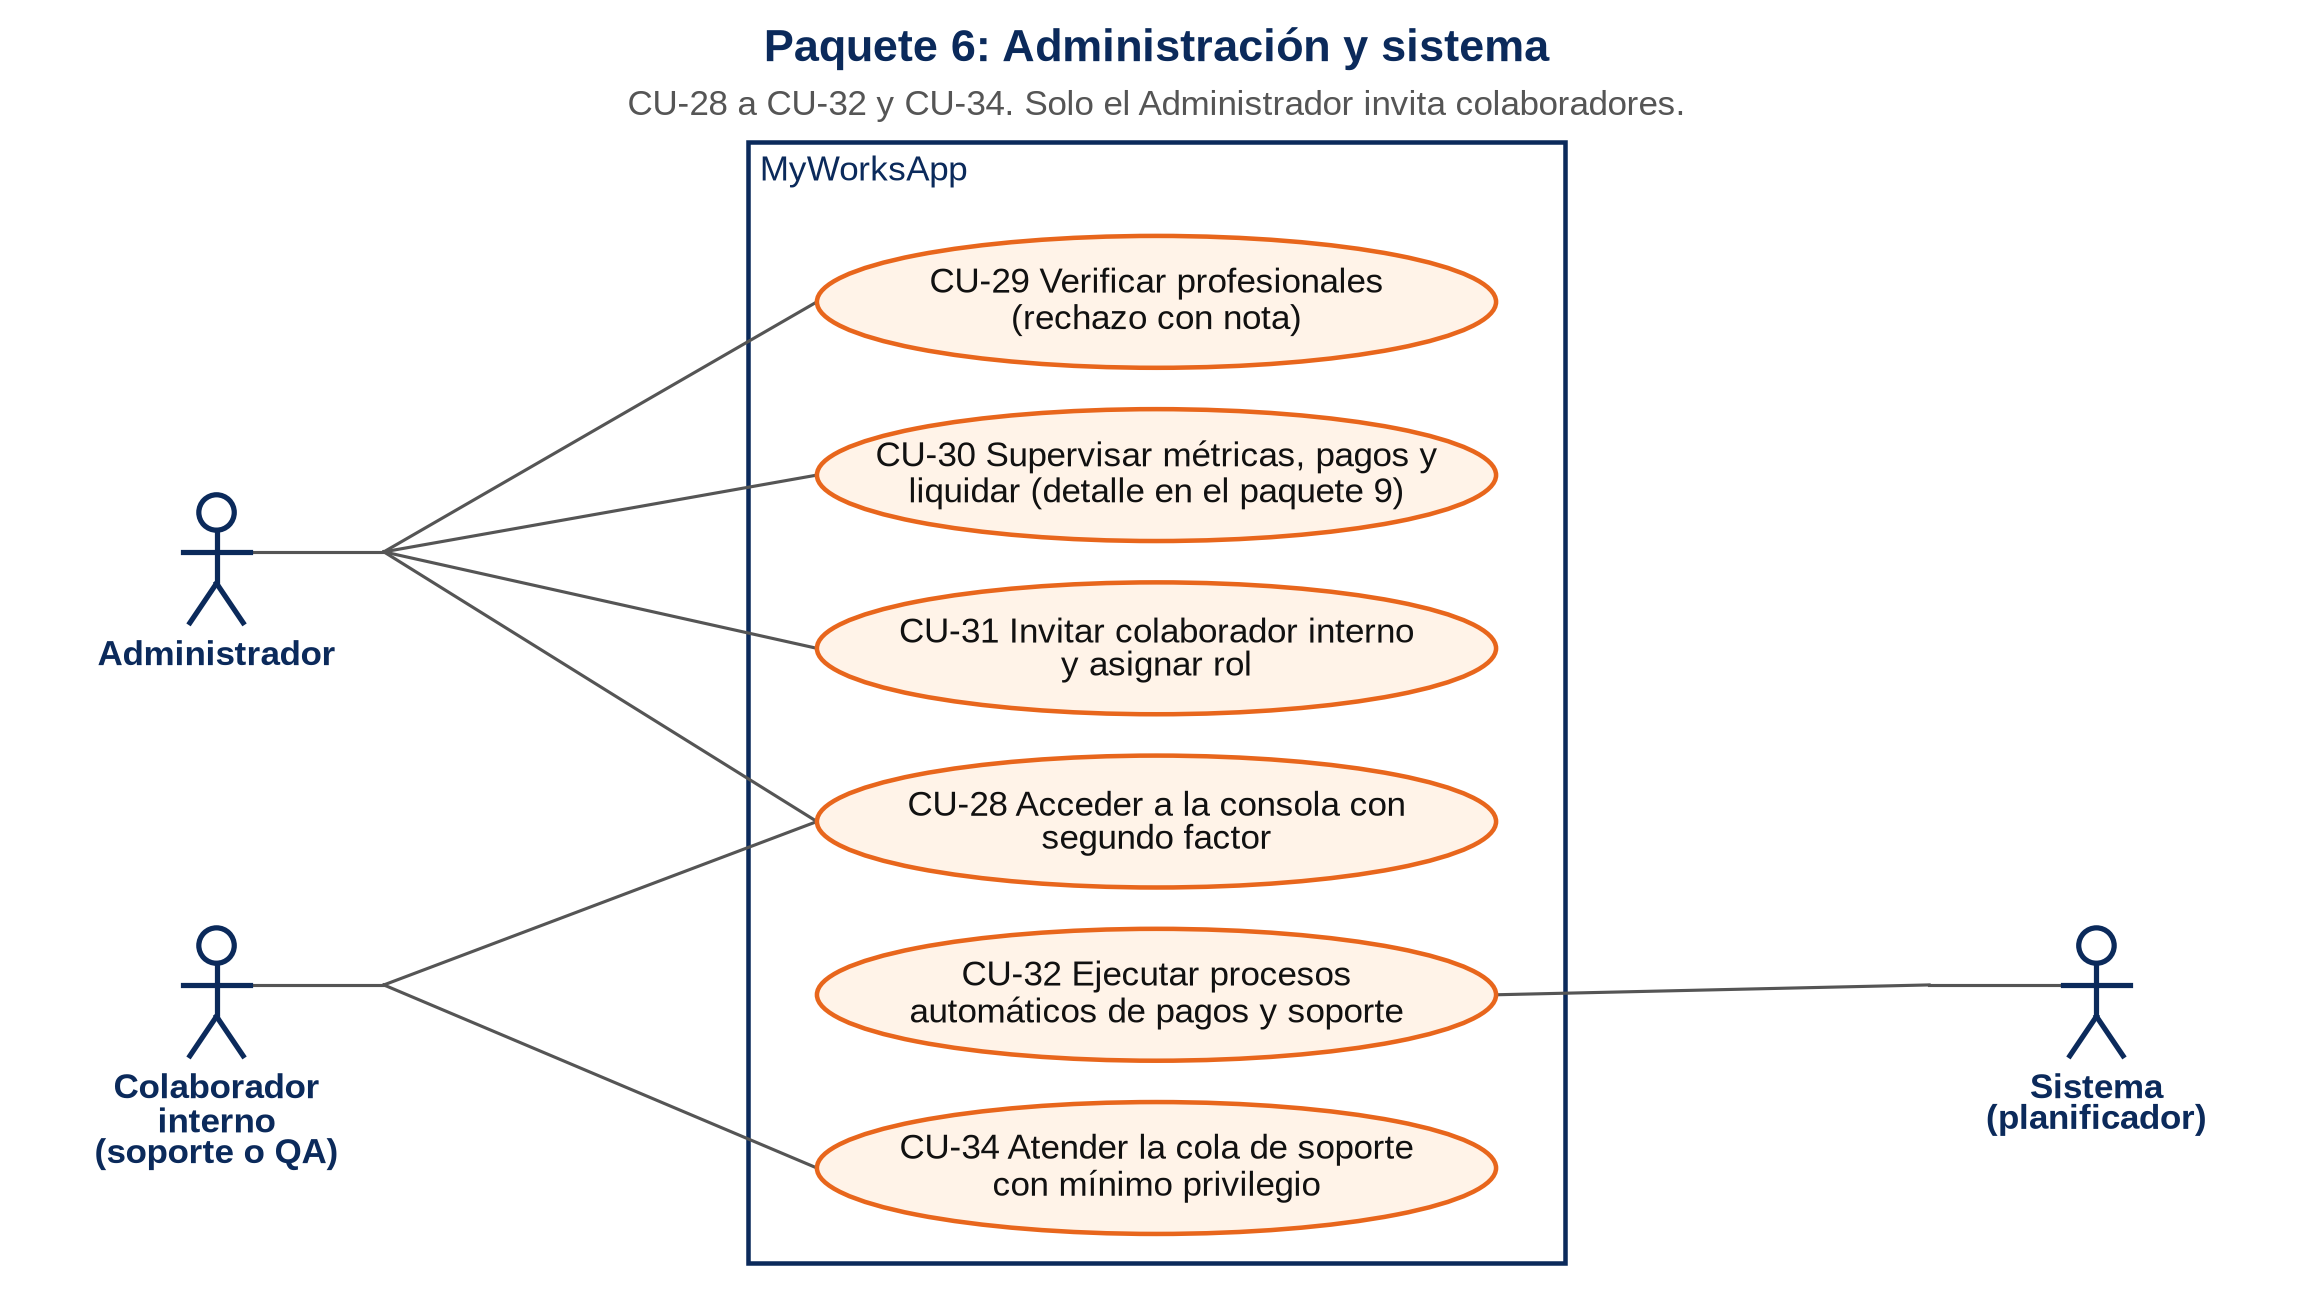 Paquete 6: Administración y sistema
CU-28 a CU-32 y CU-34. Solo el Administrador invita colaboradores.
MyWorksApp
CU-29 Verificar profesionales
(rechazo con nota)
CU-30 Supervisar métricas, pagos y
liquidar (detalle en el paquete 9)
CU-31 Invitar colaborador interno
y asignar rol
Administrador
CU-28 Acceder a la consola con
segundo factor
CU-32 Ejecutar procesos
automáticos de pagos y soporte
Colaborador
interno
(soporte o QA)
Sistema
(planificador)
CU-34 Atender la cola de soporte
con mínimo privilegio